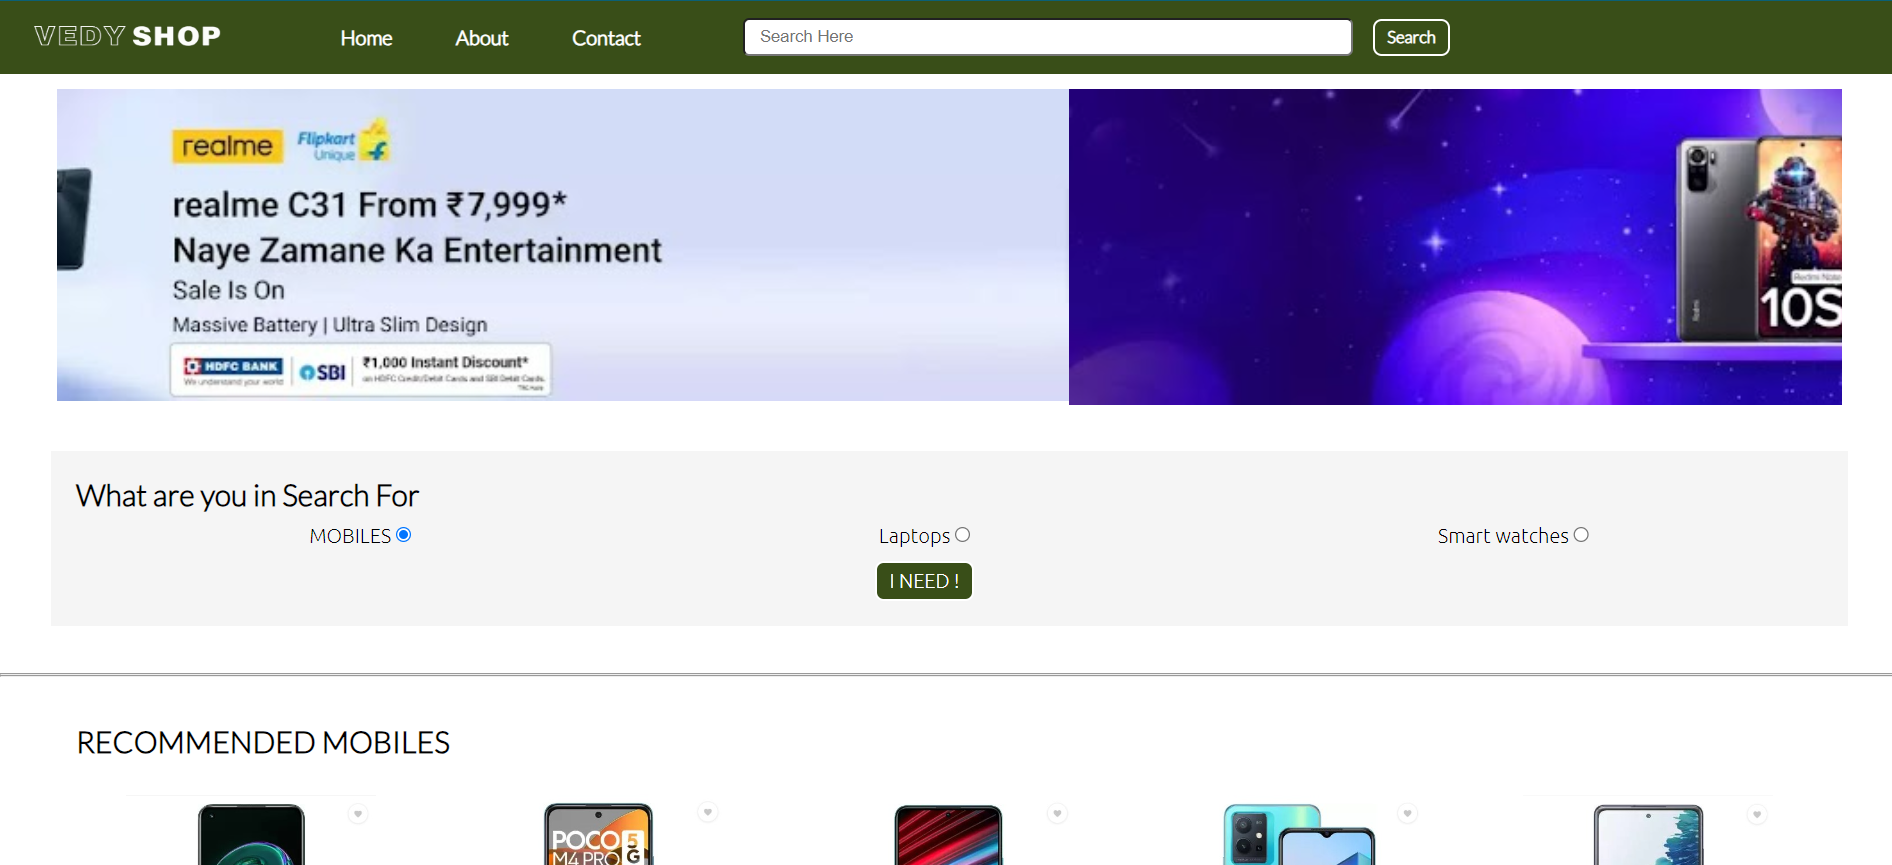 VEDY SHOP
Home
About
Contact
Search Here
Search
realme
Flipkart
Unique
realme C31 From ₹7,999*
Naye Zamane Ka Entertainment
Sale Is On
Massive Battery | Ultra Slim Design
HDFC BANK
We understand your world
SBI
₹1,000 Instant Discount*
on HDFC Credit/Debit Cards and SBI Debit Cards.
Redmi
Redmi Note
10S
What are you in Search For
MOBILES
Laptops
Smart watches
I NEED !
RECOMMENDED MOBILES
POCO 5
M4 PRO G